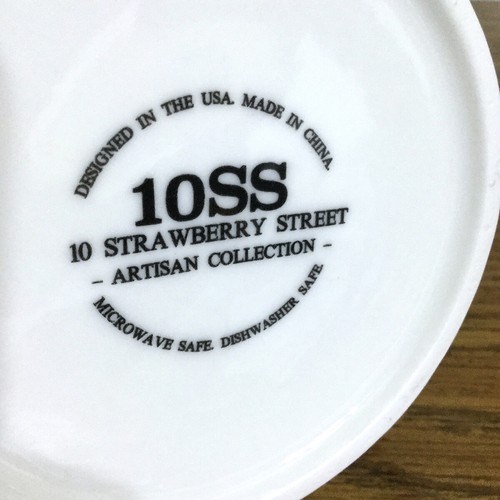 DESIGNED IN THE USA. MADE IN CHINA.
10SS
10 STRAWBERRY STREET
- ARTISAN COLLECTION -
MICROWAVE SAFE. DISHWASHER SAFE.